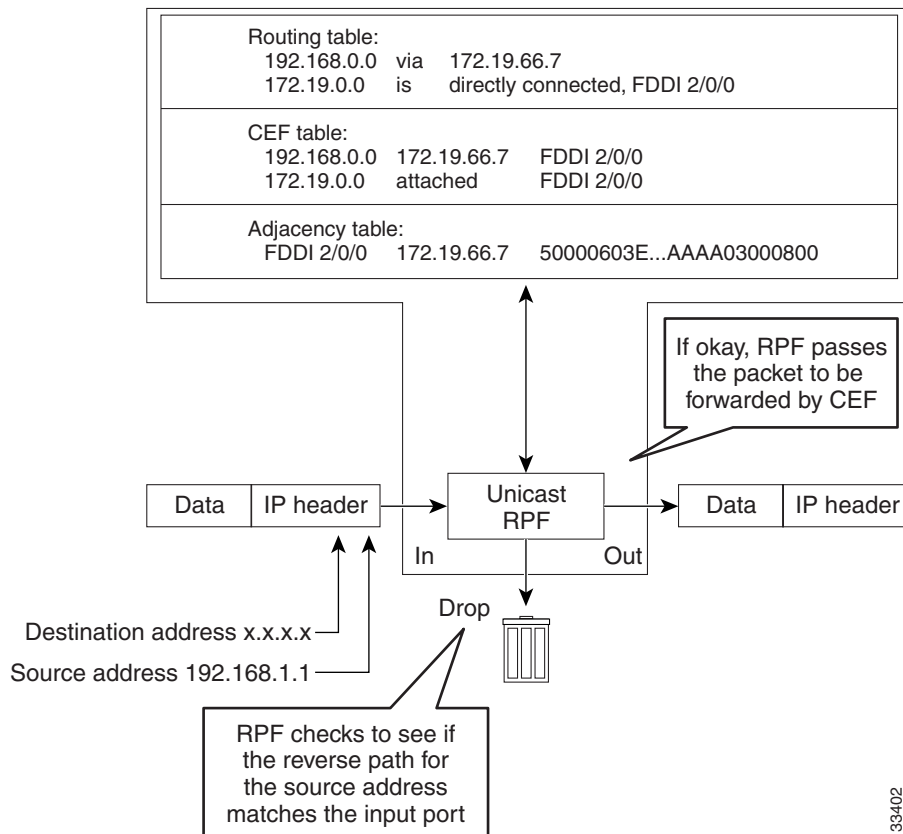 Routing table:
192.168.0.0 via 172.19.66.7
172.19.0.0 is directly connected, FDDI 2/0/0
CEF table:
192.168.0.0 172.19.66.7 FDDI 2/0/0
172.19.0.0 attached FDDI 2/0/0
Adjacency table:
FDDI 2/0/0 172.19.66.7 50000603E...AAAA03000800
If okay, RPF passes
the packet to be
forwarded by CEF
Data IP header
Unicast
RPF
Data IP header
In Out
Drop
Destination address x.x.x.x
Source address 192.168.1.1
RPF checks to see if
the reverse path for
the source address
matches the input port
33402